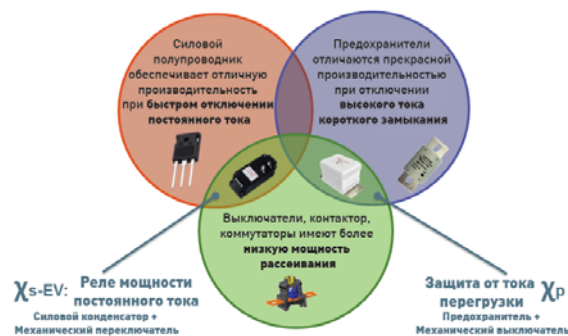 Силовой
полупроводник
обеспечивает отличную
производительность
при быстром отключении
постоянного тока
Предохранители
отличаются прекрасной
производительностью
при отключении
высокого тока
короткого замыкания
Выключатели, контактор,
коммутаторы имеют более
низкую мощность
рассеивания
χs-EV: Реле мощности
постоянного тока
Силовой конденсатор +
Механический переключатель
Защита от тока χp
перегрузки
Предохранитель +
Механический выключатель